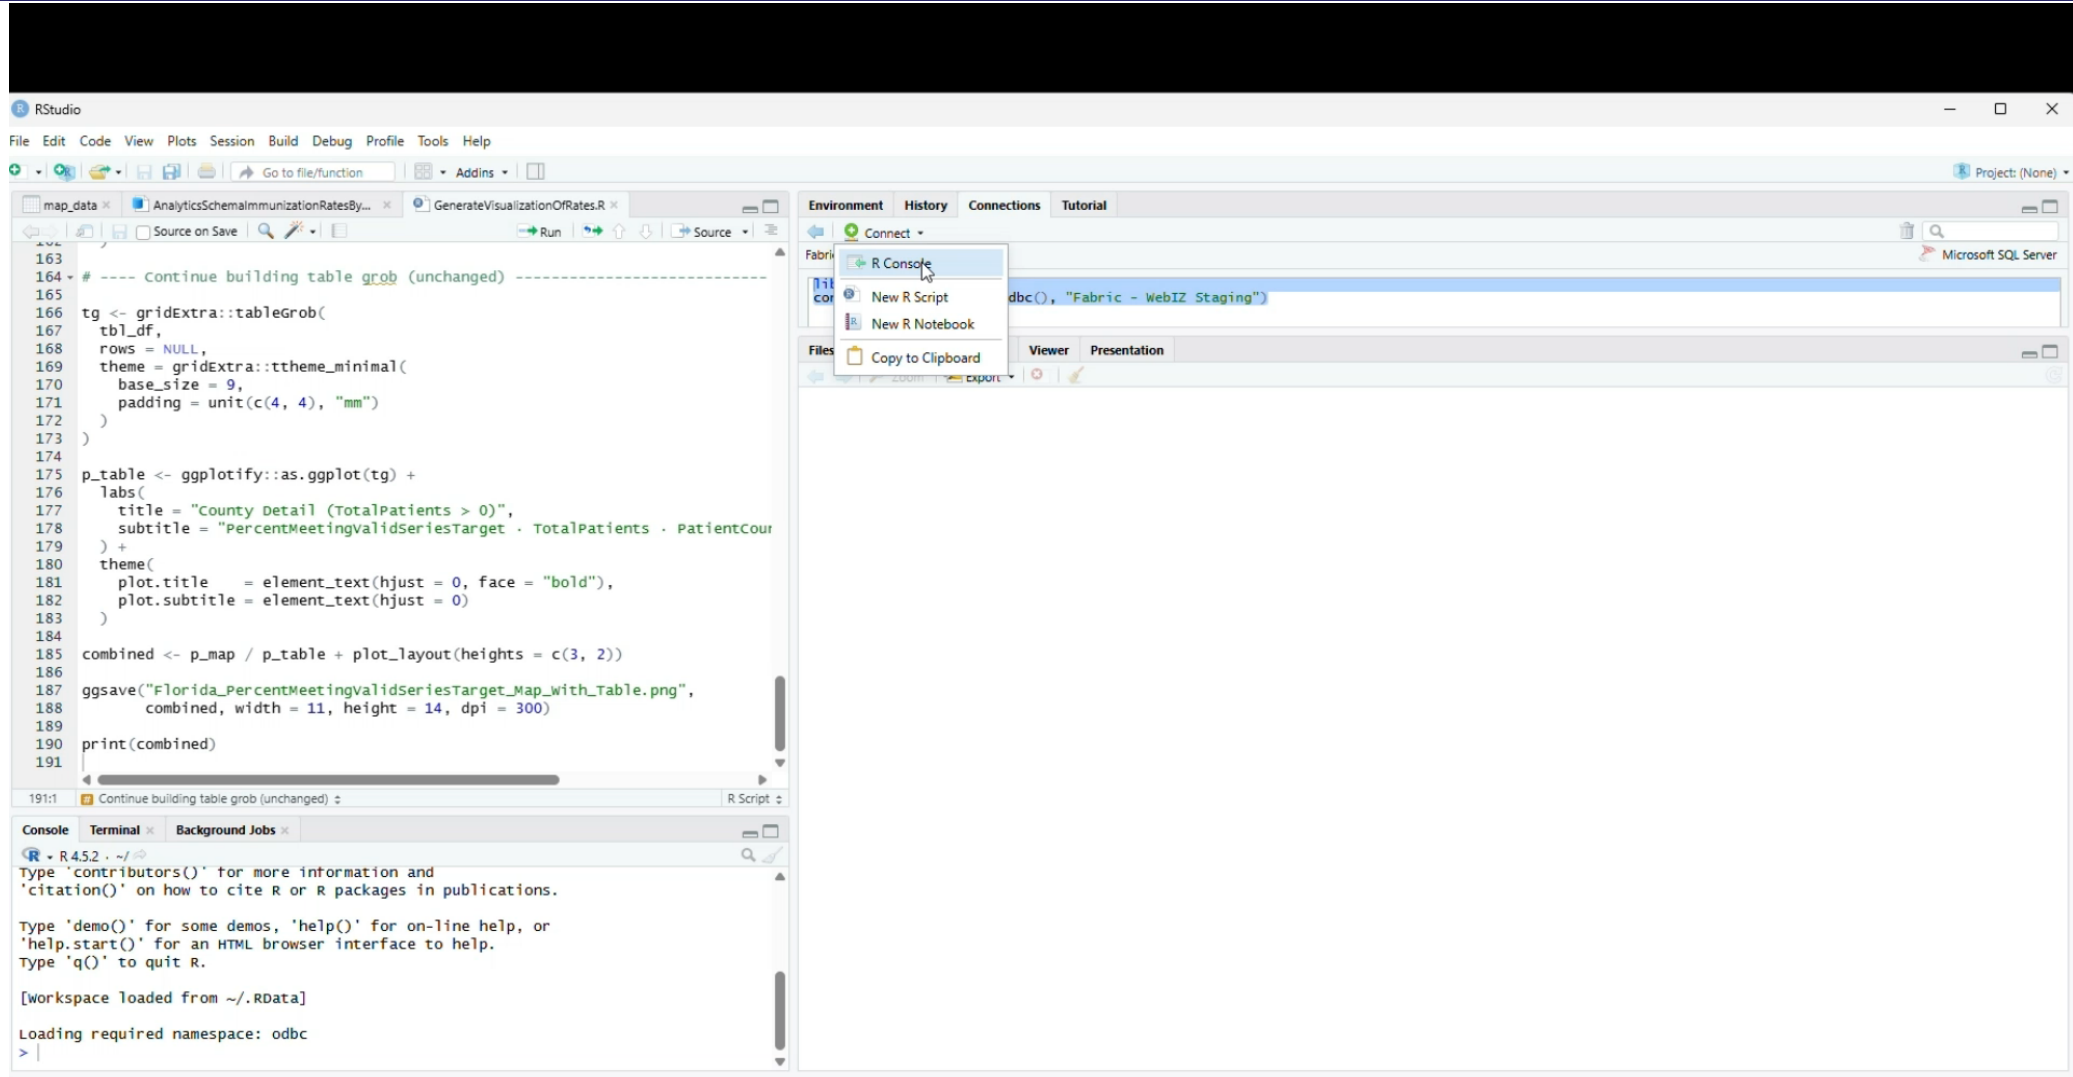 RStudio
File Edit Code View Plots Session Build Debug Profile Tools Help
Go to file/function Addins Project: (None)
map_data AnalyticsSchemaImmunizationRatesBy... GenerateVisualizationOfRates.R
Source on Save Run Source
163
164 # ---- Continue building table grob (unchanged) ----------------------------
165
166 tg <- gridExtra::tableGrob(
167 tbl_df,
168 rows = NULL,
169 theme = gridExtra::ttheme_minimal(
170 base_size = 9,
171 padding = unit(c(4, 4), "mm")
172 )
173 )
174
175 p_table <- ggplotify::as.ggplot(tg) +
176 labs(
177 title = "County Detail (TotalPatients > 0)",
178 subtitle = "PercentMeetingValidSeriesTarget · TotalPatients · PatientCour
179 ) +
180 theme(
181 plot.title = element_text(hjust = 0, face = "bold"),
182 plot.subtitle = element_text(hjust = 0)
183 )
184
185 combined <- p_map / p_table + plot_layout(heights = c(3, 2))
186
187 ggsave("Florida_PercentMeetingValidSeriesTarget_Map_With_Table.png",
188 combined, width = 11, height = 14, dpi = 300)
189
190 print(combined)
191
191:1 Continue building table grob (unchanged) R Script
Console Terminal Background Jobs
R 4.5.2 · ~/
Type 'contributors()' for more information and
'citation()' on how to cite R or R packages in publications.
Type 'demo()' for some demos, 'help()' for on-line help, or
'help.start()' for an HTML browser interface to help.
Type 'q()' to quit R.
[Workspace loaded from ~/.RData]
Loading required namespace: odbc
>
Environment History Connections Tutorial
Connect
Fabri Microsoft SQL Server
lib
con dbc(), "Fabric - WebIZ Staging")
R Console
New R Script
New R Notebook
Copy to Clipboard
Files Viewer Presentation
Zoom Export